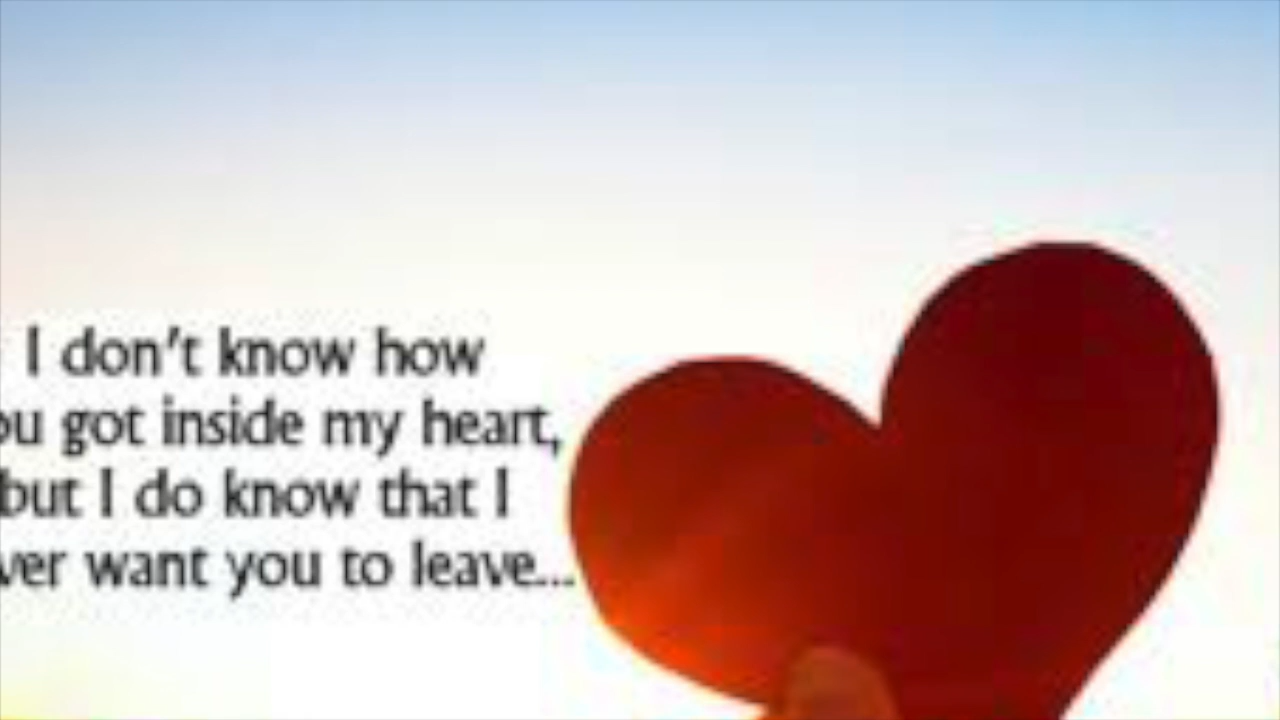 I don't know how
ou got inside my heart,
but I do know that I
ver want you to leave...